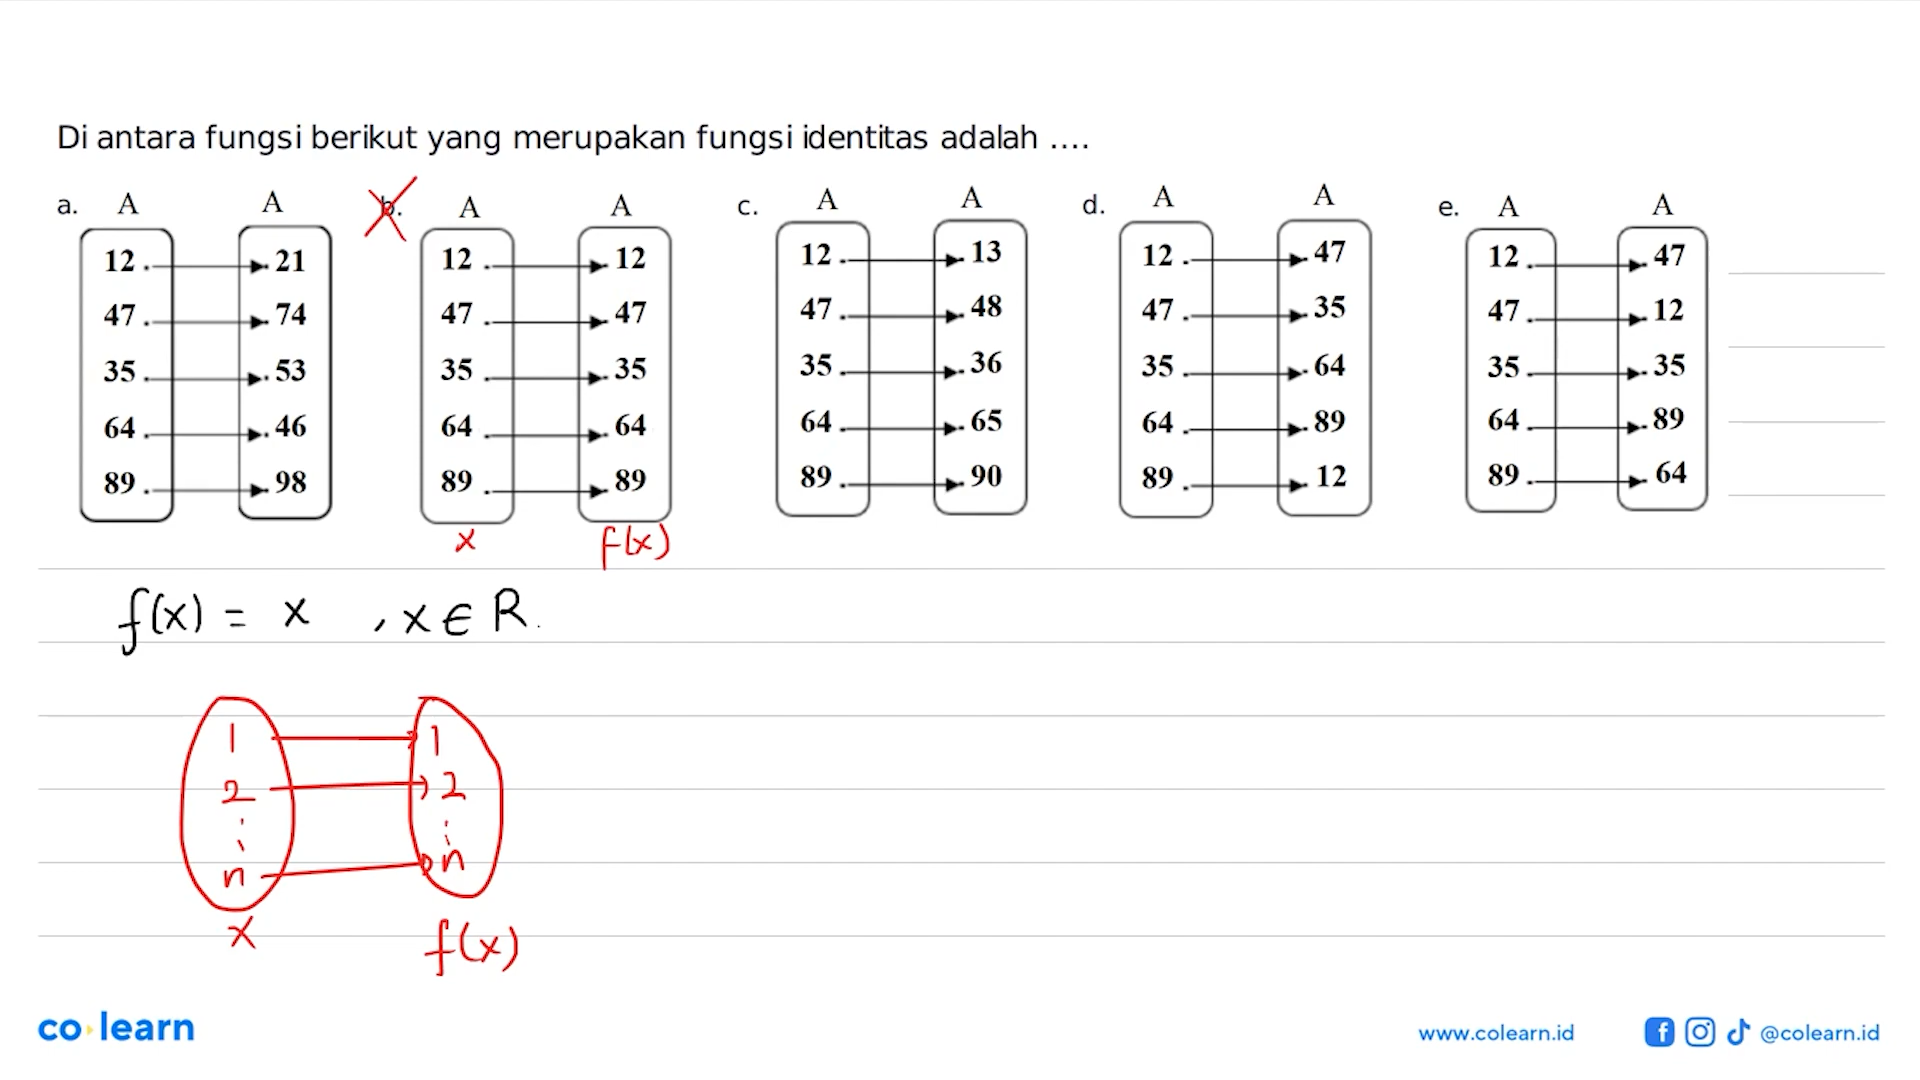 Di antara fungsi berikut yang merupakan fungsi identitas adalah ....
a. A A b. A A c. A A d. A A e. A A
12 21 12 12 12 13 12 47 12 47
47 74 47 47 47 48 47 35 47 12
35 53 35 35 35 36 35 64 35 35
64 46 64 64 64 65 64 89 64 89
89 98 89 89 89 90 89 12 89 64
x f(x)
f(x) = x , x ∈ R.
1 1
2 2
n n
x f(x)
co learn
www.colearn.id @colearn.id